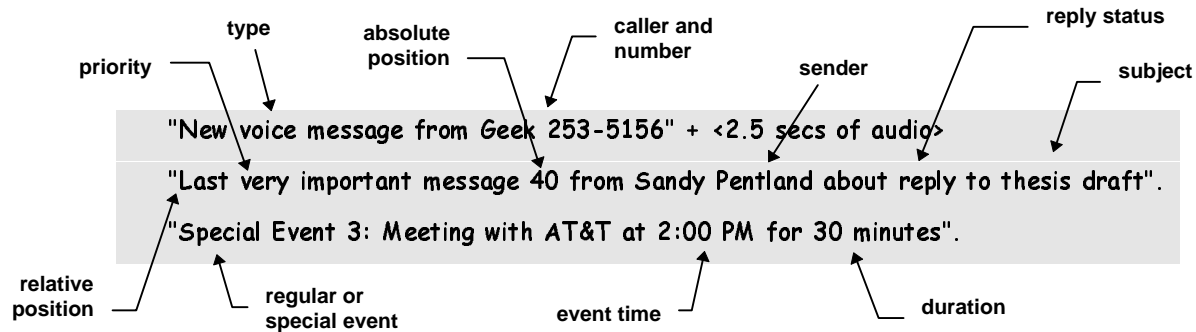 type
priority
absolute
position
caller and
number
sender
reply status
subject
"New voice message from Geek 253-5156" + <2.5 secs of audio>
"Last very important message 40 from Sandy Pentland about reply to thesis draft".
"Special Event 3: Meeting with AT&T at 2:00 PM for 30 minutes".
relative
position
regular or
special event
event time
duration